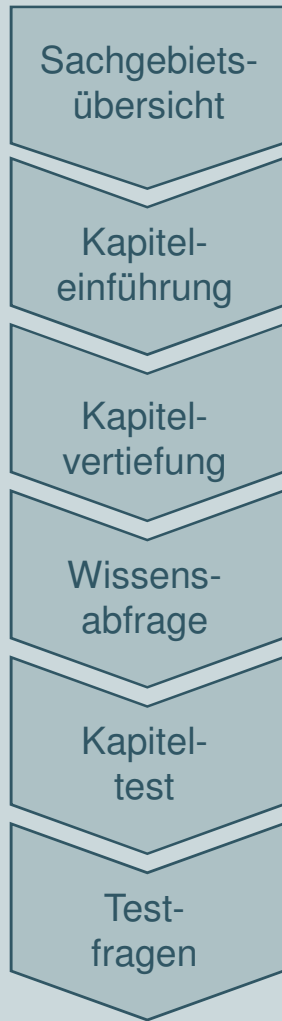 Sachgebiets-
übersicht
Kapitel-
einführung
Kapitel-
vertiefung
Wissens-
abfrage
Kapitel-
test
Test-
fragen